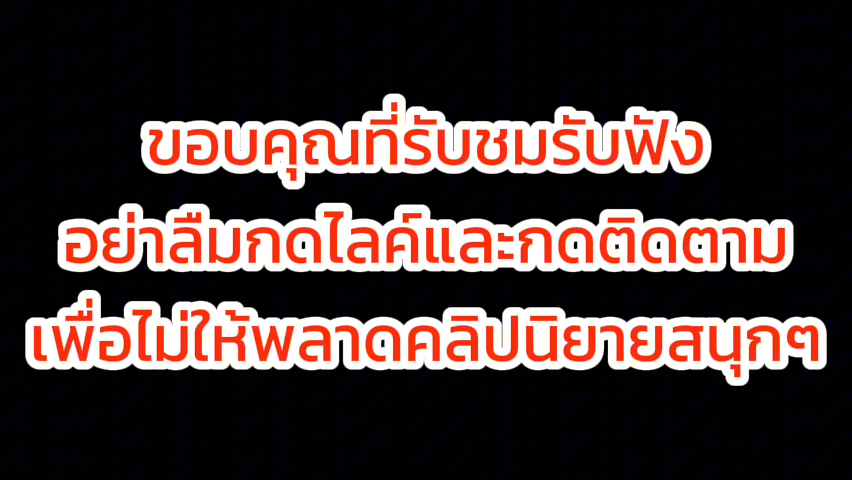 ขอบคุณที่รับชมรับฟัง
อย่าลืมกดไลค์และกดติดตาม
เพื่อไม่ให้พลาดคลิปนิยายสนุกๆ